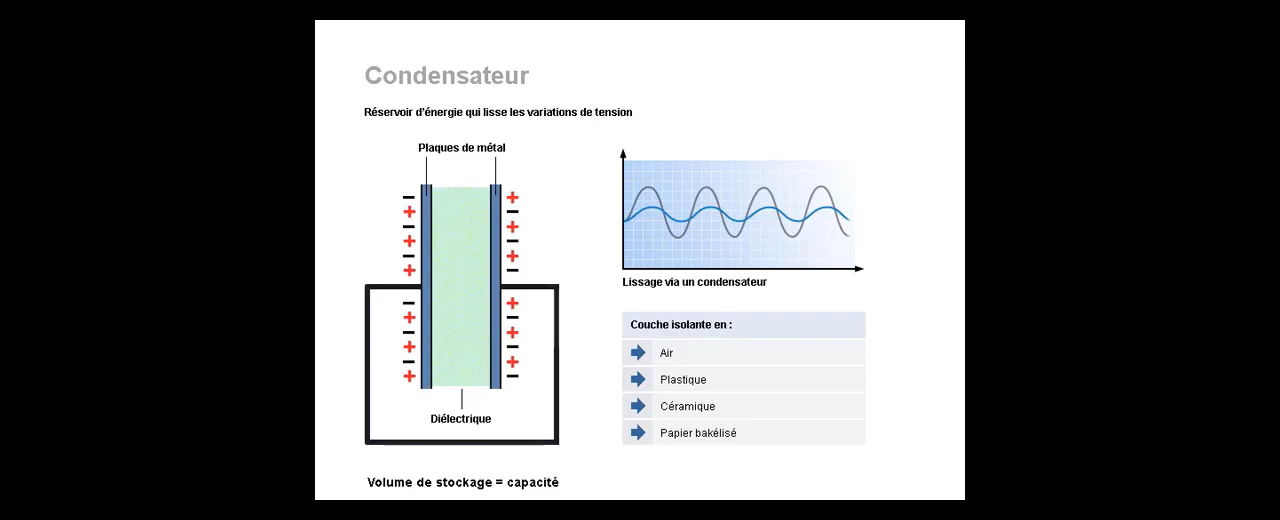 Condensateur
Réservoir d'énergie qui lisse les variations de tension
Plaques de métal
Diélectrique
Volume de stockage = capacité
Lissage via un condensateur
Couche isolante en :
Air
Plastique
Céramique
Papier bakélisé